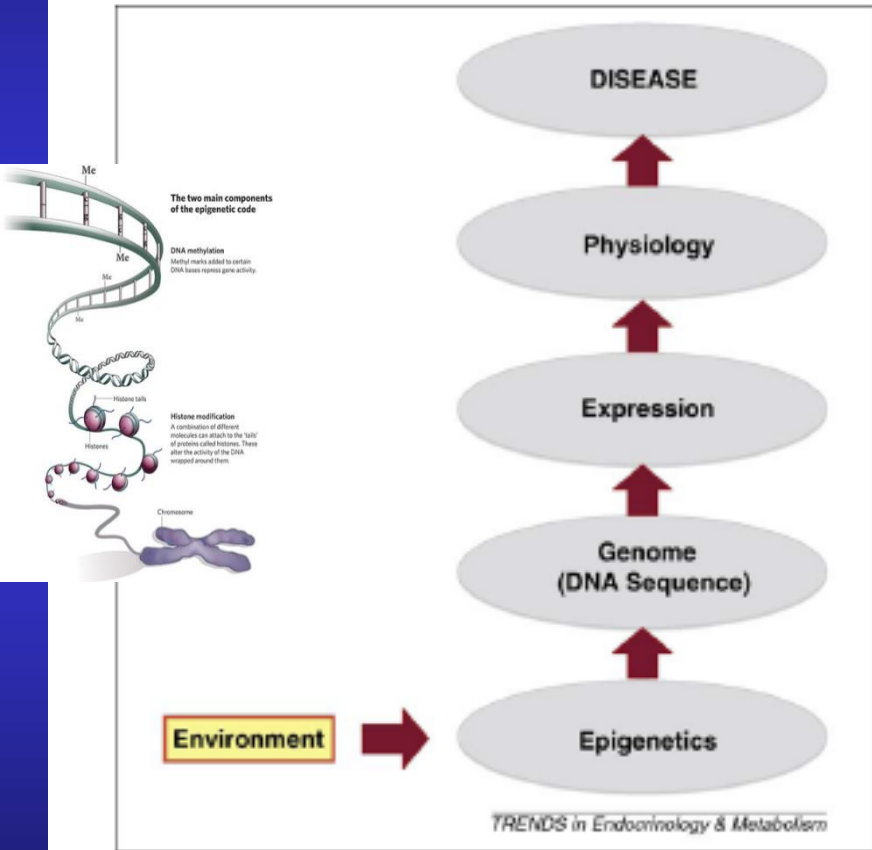 DISEASE
Physiology
Expression
Genome
(DNA Sequence)
Epigenetics
Environment
TRENDS in Endocrinology & Metabolism
Me
The two main components
of the epigenetic code
DNA methylation
Methyl marks added to certain
DNA bases repress gene activity.
Me
Me
Me
Histone tails
Histones
Histone modification
A combination of different
molecules can attach to the 'tails'
of proteins called histones. These
alter the activity of the DNA
wrapped around them.
Chromosome